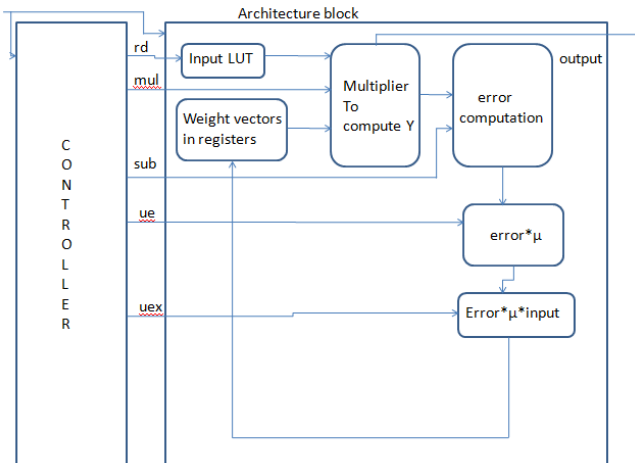 Architecture block
rd
Input LUT
output
mul
Multiplier
To
compute Y
error
computation
Weight vectors
in registers
C
O
N
T
R
O
L
L
E
R
sub
ue
error*μ
uex
Error*μ*input